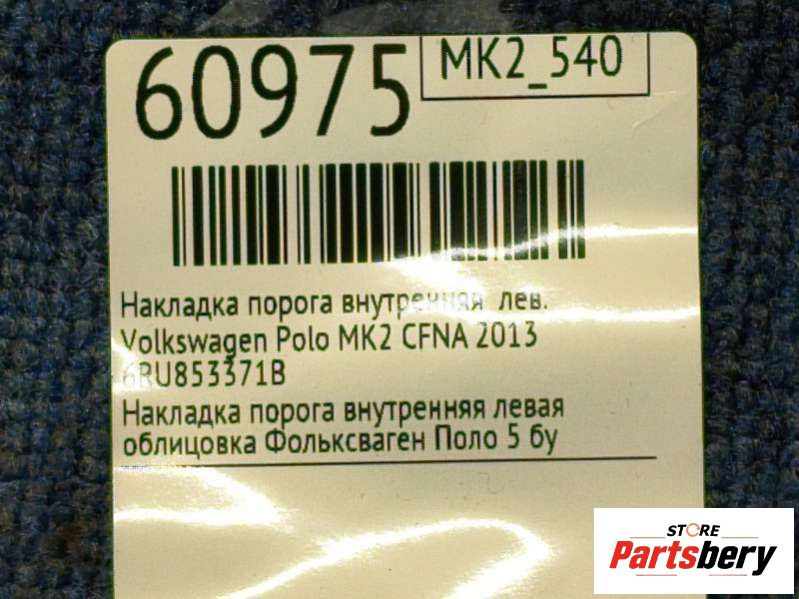 60975
MK2_540
Накладка порога внутренняя лев.
Volkswagen Polo MK2 CFNA 2013
6RU853371B
Накладка порога внутренняя левая
облицовка Фольксваген Поло 5 бу
STORE
Partsbery